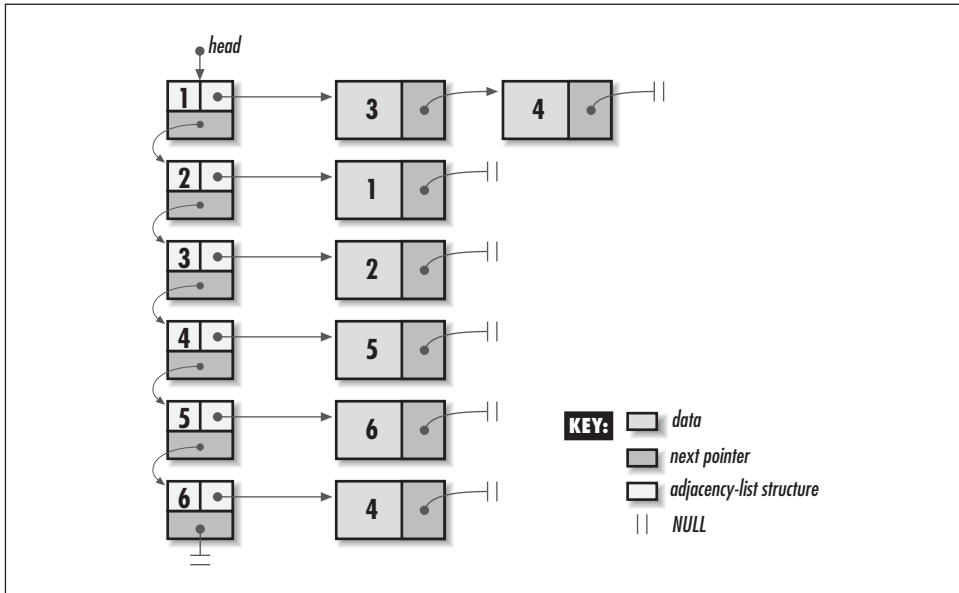 head
1 3 4
2 1
3 2
4 5
5 6
6 4
KEY: data
next pointer
adjacency-list structure
NULL